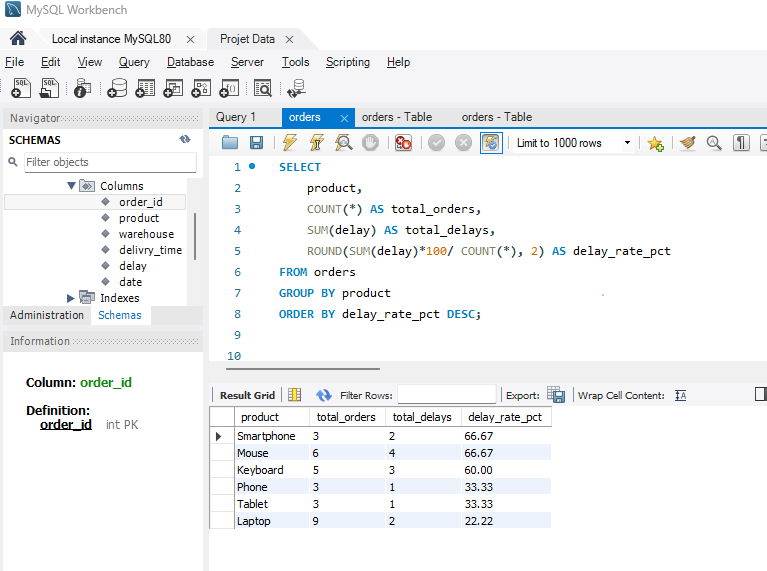 MySQL Workbench
Local instance MySQL80 Projet Data
File Edit View Query Database Server Tools Scripting Help
Navigator
SCHEMAS
Filter objects
Columns
order_id
product
warehouse
delivry_time
delay
date
Indexes
Administration Schemas
Information
Column: order_id
Definition:
order_id int PK
Query 1 orders orders - Table orders - Table
Limit to 1000 rows
1 SELECT
2 product,
3 COUNT(*) AS total_orders,
4 SUM(delay) AS total_delays,
5 ROUND(SUM(delay)*100/ COUNT(*), 2) AS delay_rate_pct
6 FROM orders
7 GROUP BY product
8 ORDER BY delay_rate_pct DESC;
9
10
Result Grid Filter Rows: Export: Wrap Cell Content:
product total_orders total_delays delay_rate_pct
Smartphone 3 2 66.67
Mouse 6 4 66.67
Keyboard 5 3 60.00
Phone 3 1 33.33
Tablet 3 1 33.33
Laptop 9 2 22.22